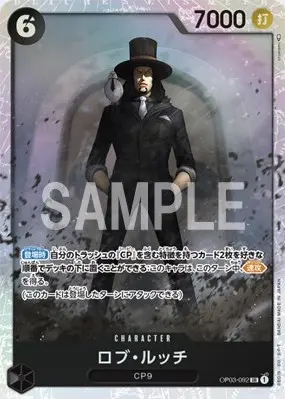 6
7000
打
SAMPLE
登場時 自分のトラッシュの「CP」を含む特徴を持つカード2枚を好きな
順番でデッキの下に置くことができる:このキャラは、このターン中、速攻
を得る。
(このカードは登場したターンにアタックできる)
CHARACTER
ロブ・ルッチ
CP9
OP03-092 SR 1